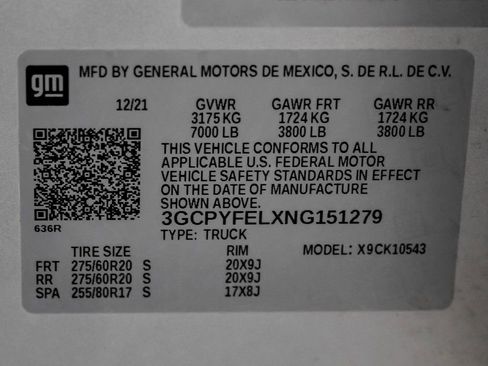 gm MFD BY GENERAL MOTORS DE MEXICO, S. DE R.L. DE C.V.
12/21 GVWR GAWR FRT GAWR RR
3175 KG 1724 KG 1724 KG
7000 LB 3800 LB 3800 LB
THIS VEHICLE CONFORMS TO ALL
APPLICABLE U.S. FEDERAL MOTOR
VEHICLE SAFETY STANDARDS IN EFFECT
ON THE DATE OF MANUFACTURE
SHOWN ABOVE.
3GCPYFELXNG151279
636R
TYPE: TRUCK
TIRE SIZE RIM MODEL: X9CK10543
FRT 275/60R20 S 20X9J
RR 275/60R20 S 20X9J
SPA 255/80R17 S 17X8J